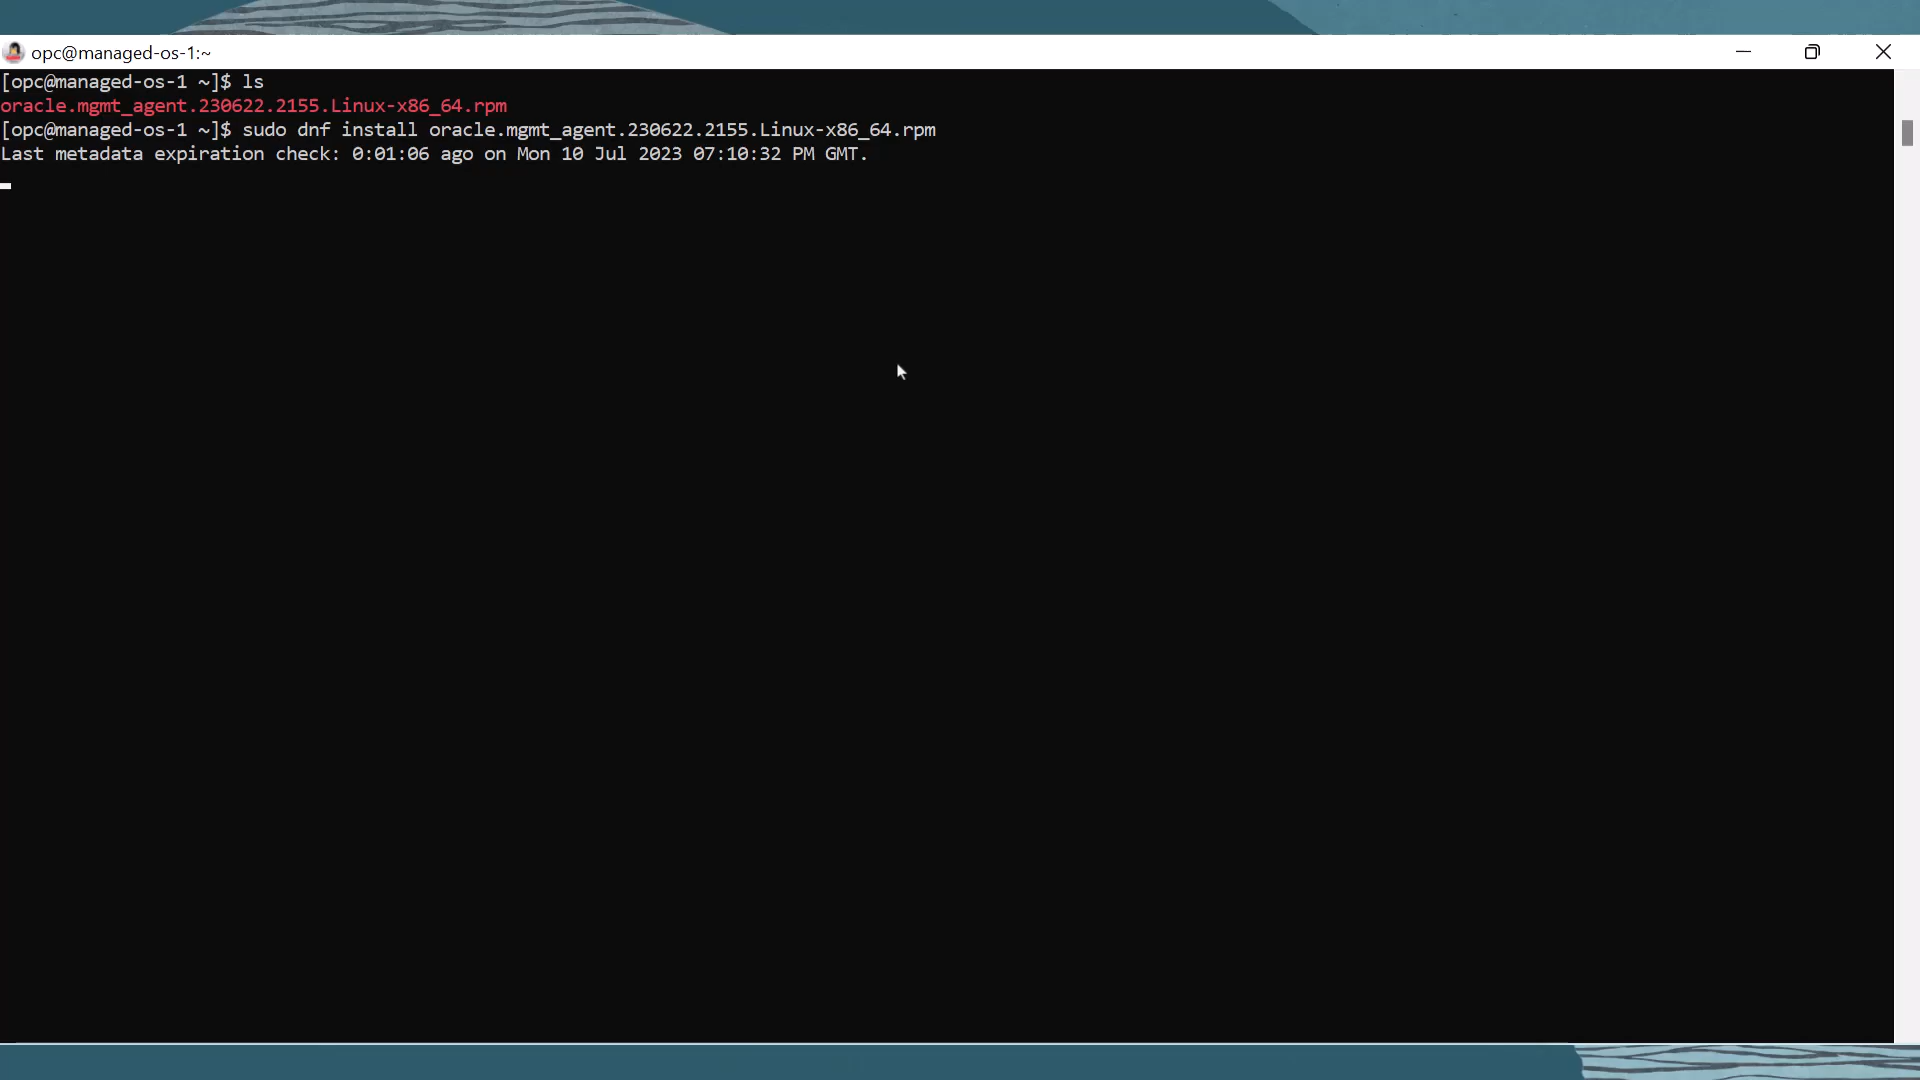 opc@managed-os-1:~
[opc@managed-os-1 ~]$ ls
oracle.mgmt_agent.230622.2155.Linux-x86_64.rpm
[opc@managed-os-1 ~]$ sudo dnf install oracle.mgmt_agent.230622.2155.Linux-x86_64.rpm
Last metadata expiration check: 0:01:06 ago on Mon 10 Jul 2023 07:10:32 PM GMT.